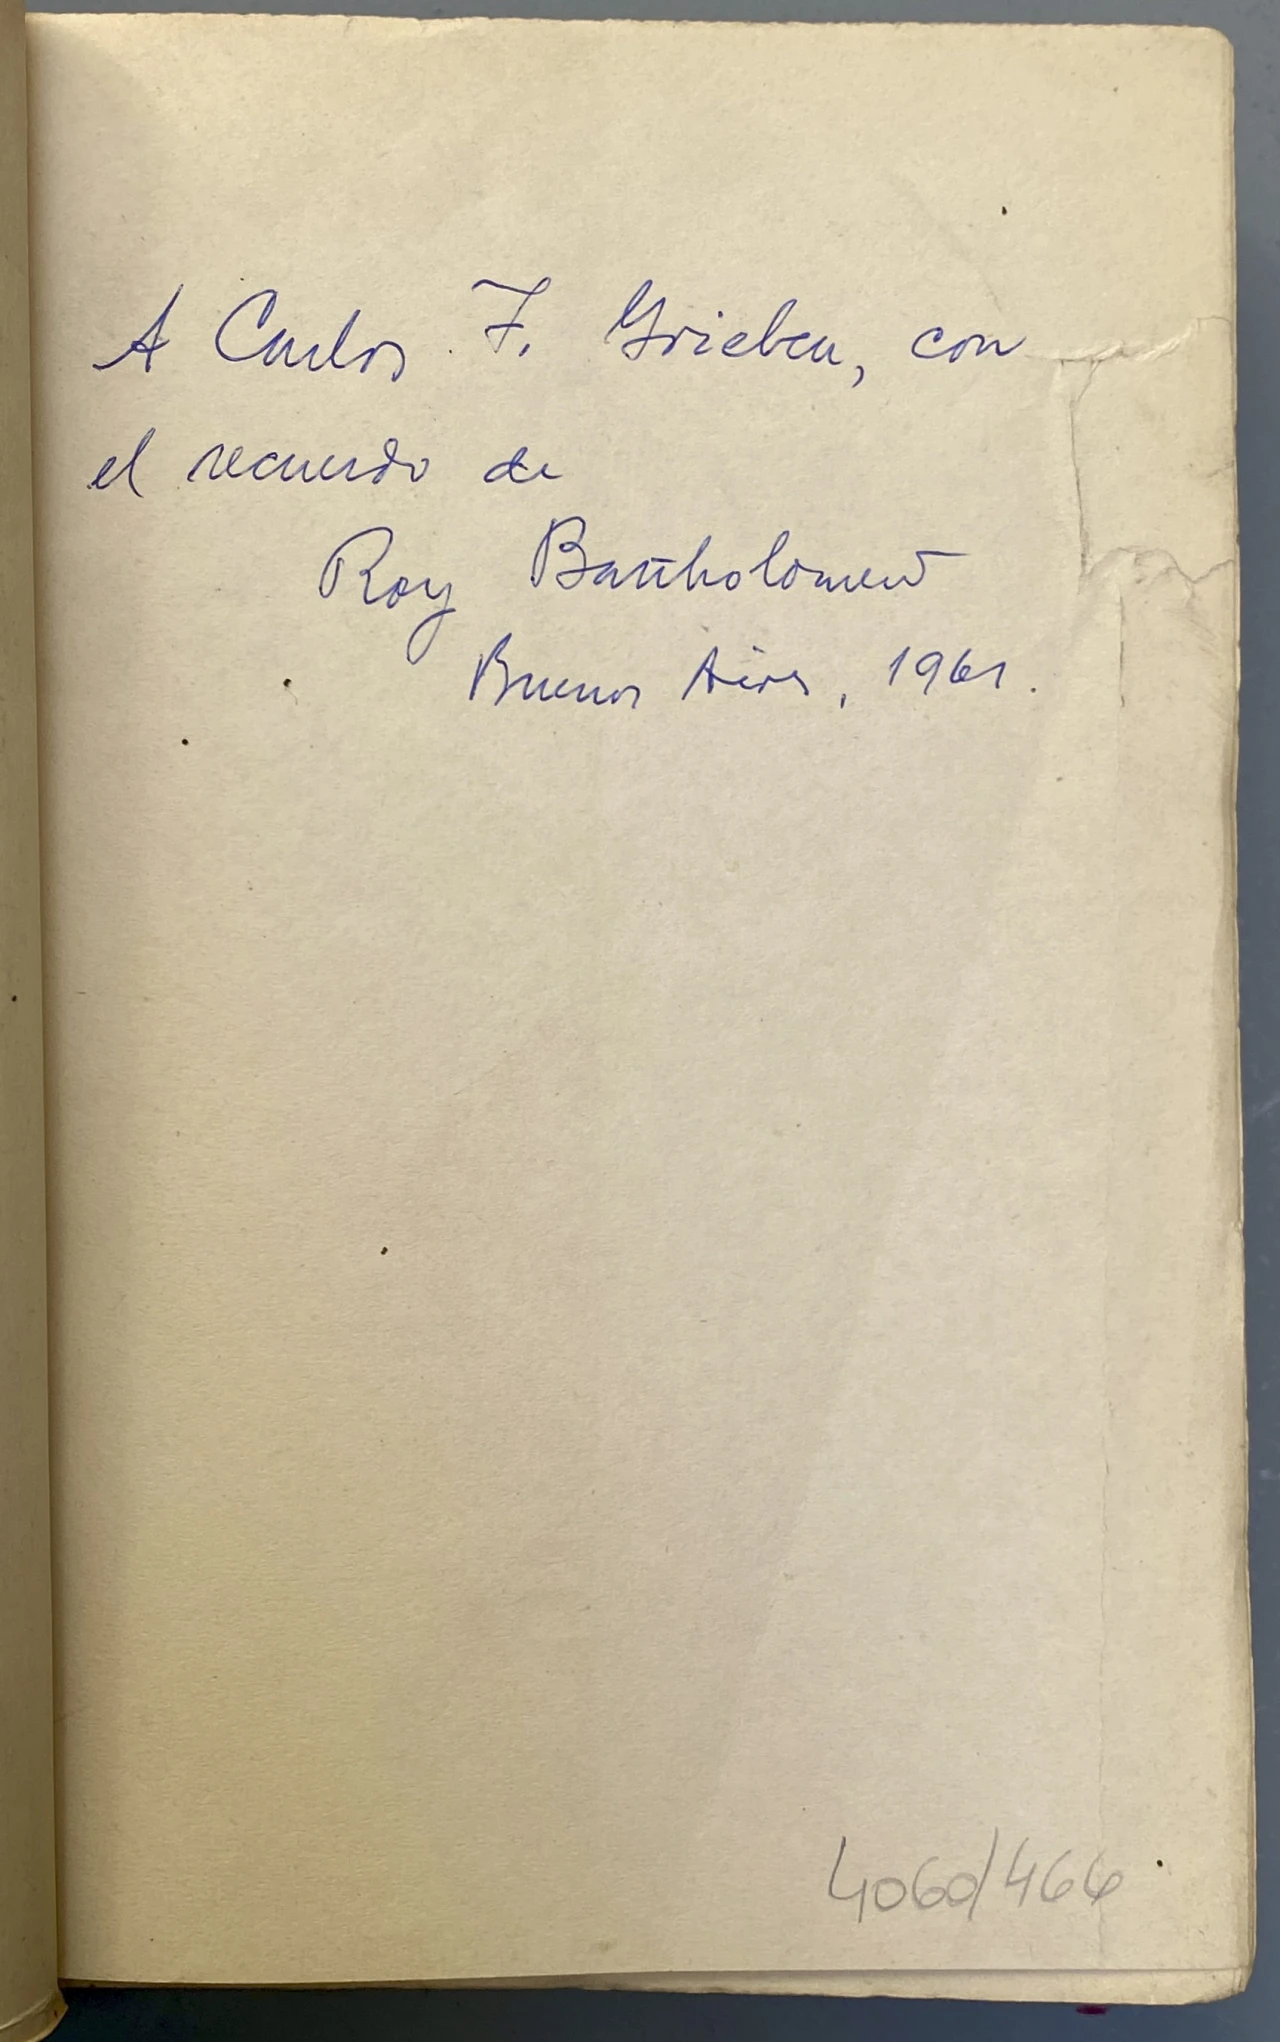 A Carlos F. Grieben, con
el recuerdo de
Roy Bartholomew
Buenos Aires, 1961.
4060/466